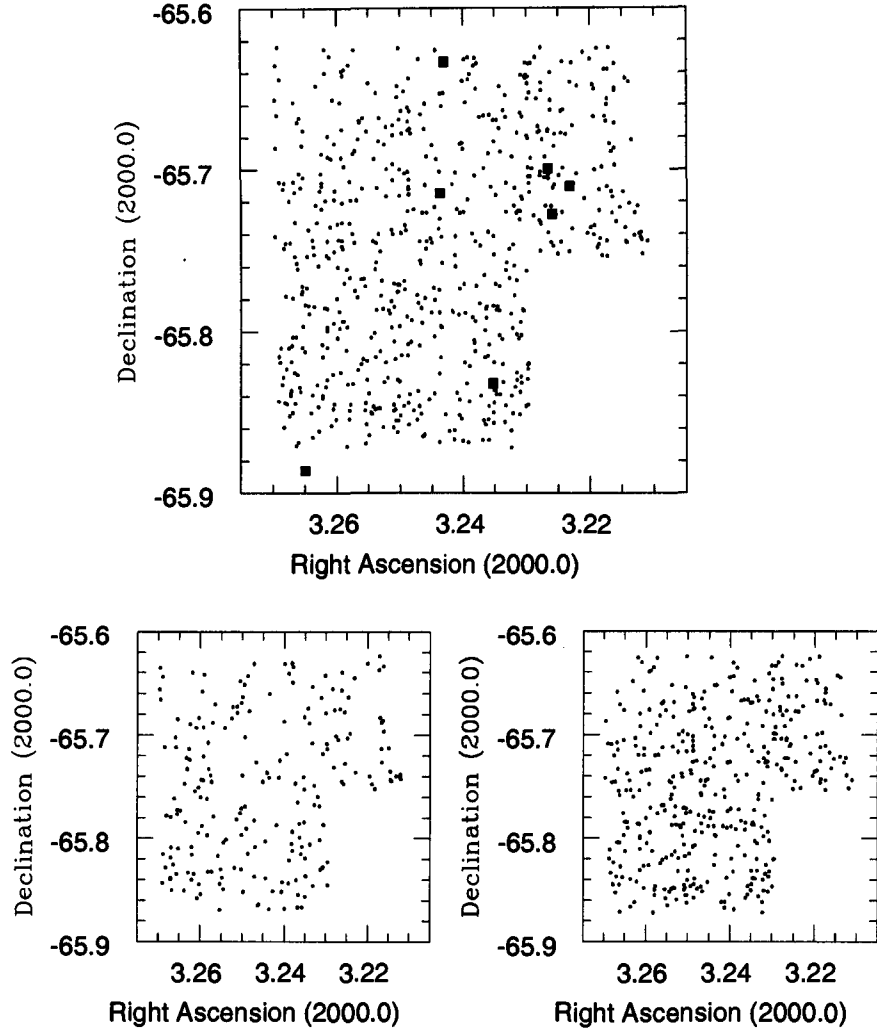 -65.6
-65.7
-65.8
-65.9
Declination (2000.0)
3.26 3.24 3.22
Right Ascension (2000.0)
-65.6
-65.7
-65.8
-65.9
Declination (2000.0)
3.26 3.24 3.22
Right Ascension (2000.0)
-65.6
-65.7
-65.8
-65.9
Declination (2000.0)
3.26 3.24 3.22
Right Ascension (2000.0)